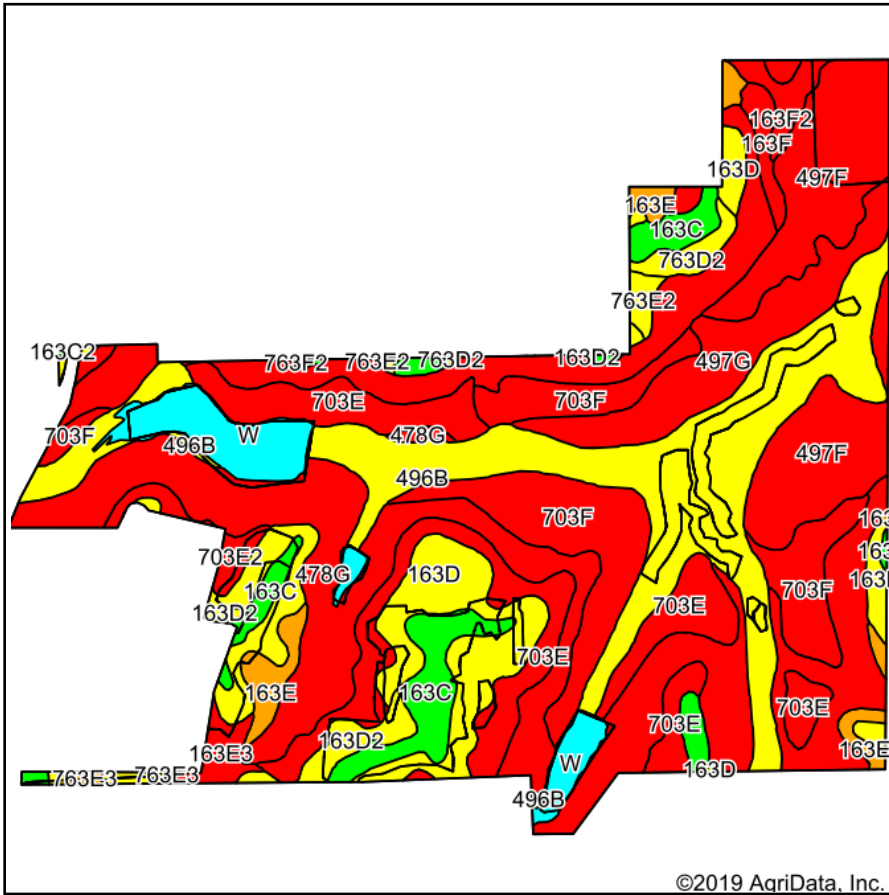 163F2
163F
163D
497F
163E
163C
763D2
763E2
163C2
763F2
763E2
763D2
163D2
497G
703E
703F
703F
478G
W
496B
496B
497F
703F
703E2
478G
163C
163D
163D2
703F
703E
703E
163C
163E
703E
703E
163D2
163E3
W
763E3
763E3
163D
496B
©2019 AgriData, Inc.